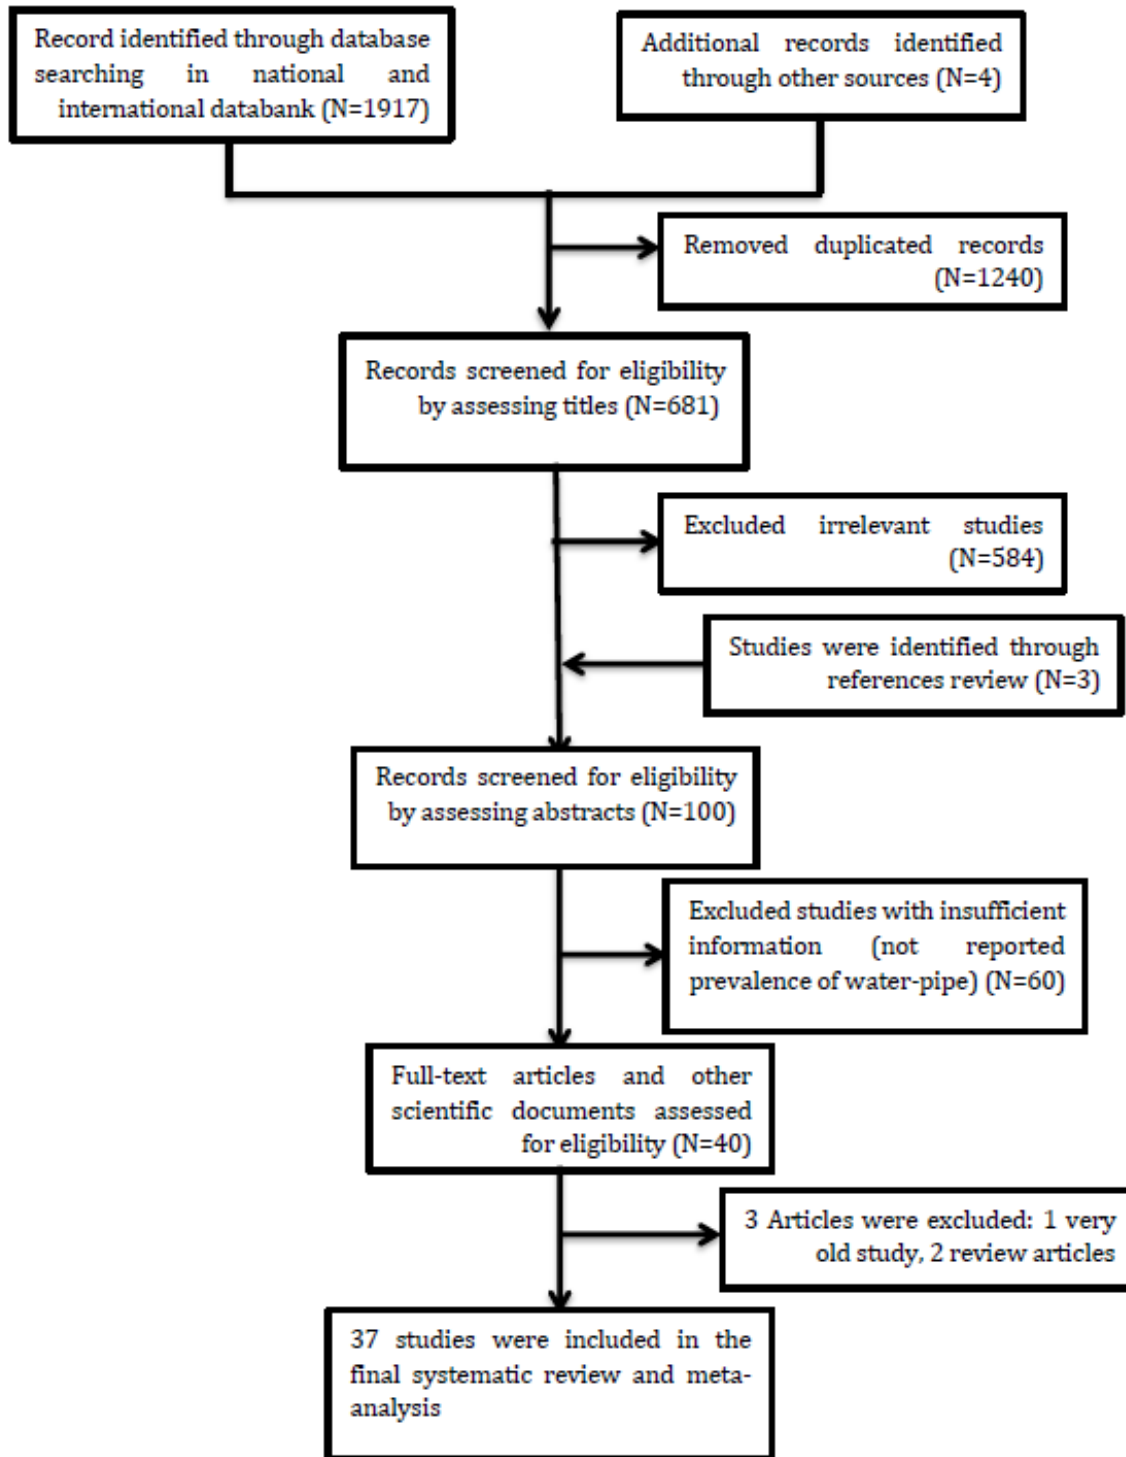 Record identified through database
searching in national and
international databank (N=1917)
Additional records identified
through other sources (N=4)
Removed duplicated records
(N=1240)
Records screened for eligibility
by assessing titles (N=681)
Excluded irrelevant studies
(N=584)
Studies were identified through
references review (N=3)
Records screened for eligibility
by assessing abstracts (N=100)
Excluded studies with insufficient
information (not reported
prevalence of water-pipe) (N=60)
Full-text articles and other
scientific documents assessed
for eligibility (N=40)
3 Articles were excluded: 1 very
old study, 2 review articles
37 studies were included in the
final systematic review and meta-
analysis